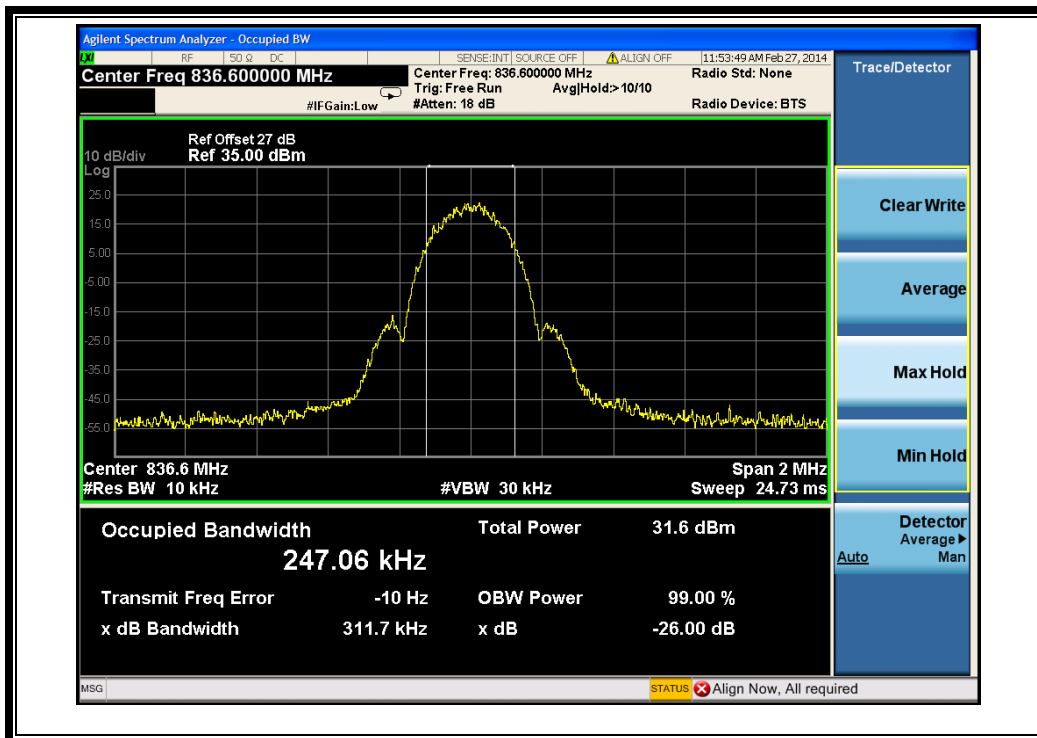 Agilent Spectrum Analyzer - Occupied BW
LXI RF 50 Ω DC SENSE:INT SOURCE OFF ⚠ALIGN OFF 11:53:49 AM Feb 27, 2014
Center Freq 836.600000 MHz
Center Freq: 836.600000 MHz
Radio Std: None
Trig: Free Run Avg|Hold:>10/10
#IFGain:Low
#Atten: 18 dB
Radio Device: BTS
Trace/Detector
Ref Offset 27 dB
10 dB/div Ref 35.00 dBm
Log
25.0
15.0
5.00
-5.00
-15.0
-25.0
-35.0
-45.0
-55.0
Center 836.6 MHz Span 2 MHz
#Res BW 10 kHz #VBW 30 kHz Sweep 24.73 ms
Occupied Bandwidth Total Power 31.6 dBm
247.06 kHz
Transmit Freq Error -10 Hz OBW Power 99.00 %
x dB Bandwidth 311.7 kHz x dB -26.00 dB
Clear Write
Average
Max Hold
Min Hold
Detector
Average▶
Auto Man
MSG STATUS Align Now, All required